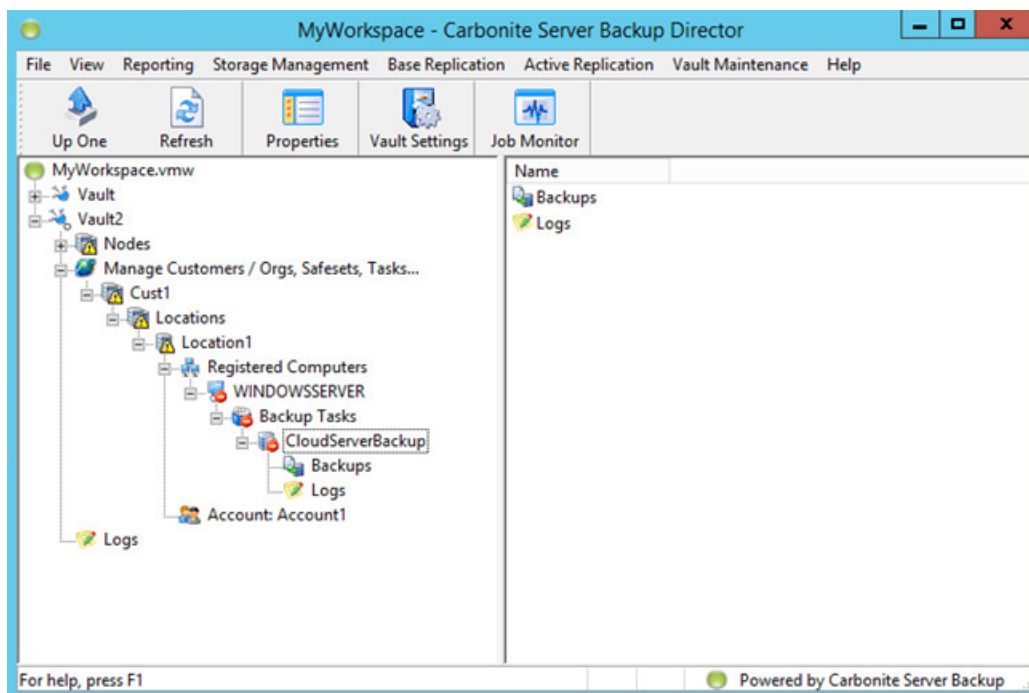 MyWorkspace - Carbonite Server Backup Director
File View Reporting Storage Management Base Replication Active Replication Vault Maintenance Help
Up One Refresh Properties Vault Settings Job Monitor
MyWorkspace.vmw
Vault
Vault2
Nodes
Manage Customers / Orgs, Safesets, Tasks...
Cust1
Locations
Location1
Registered Computers
WINDOWSSERVER
Backup Tasks
CloudServerBackup
Backups
Logs
Account: Account1
Logs
Name
Backups
Logs
For help, press F1
Powered by Carbonite Server Backup